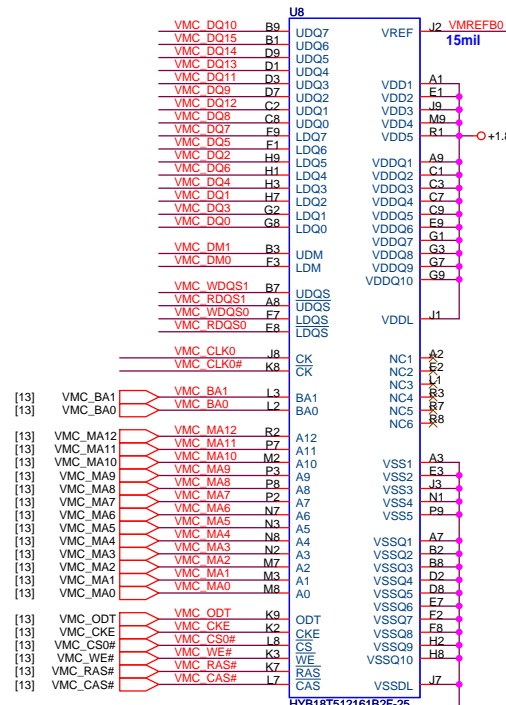 U8
VMC_DQ10 B9 UDQ7 VREF J2 VMREFB0
VMC_DQ15 B1 UDQ6 15mil
VMC_DQ14 D9 UDQ5
VMC_DQ13 D1 UDQ4
VMC_DQ11 D3 UDQ3 VDD1 A1
VMC_DQ9 D7 UDQ2 VDD2 E1
VMC_DQ12 C2 UDQ1 VDD3 J9
VMC_DQ8 C8 UDQ0 VDD4 M9
VMC_DQ7 F9 LDQ7 VDD5 R1 +1.8
VMC_DQ5 F1 LDQ6
VMC_DQ2 H9 LDQ5 VDDQ1 A9
VMC_DQ6 H1 LDQ4 VDDQ2 C1
VMC_DQ4 H3 LDQ3 VDDQ3 C3
VMC_DQ1 H7 LDQ2 VDDQ4 C7
VMC_DQ3 G2 LDQ1 VDDQ5 C9
VMC_DQ0 G8 LDQ0 VDDQ6 E9
VDDQ7 G1
VMC_DM1 B3 UDM VDDQ8 G3
VMC_DM0 F3 LDM VDDQ9 G7
VDDQ10 G9
VMC_WDQS1 B7 UDQS
VMC_RDQS1 A8 UDQS
VMC_WDQS0 F7 LDQS VDDL J1
VMC_RDQS0 E8 LDQS
VMC_CLK0 J8 CK NC1 A2
VMC_CLK0# K8 CK NC2 E2
NC3 L1
[13] VMC_BA1 VMC_BA1 L3 BA1 NC4 R3
[13] VMC_BA0 VMC_BA0 L2 BA0 NC5 R7
NC6 R8
[13] VMC_MA12 VMC_MA12 R2 A12
[13] VMC_MA11 VMC_MA11 P7 A11
[13] VMC_MA10 VMC_MA10 M2 A10 VSS1 A3
[13] VMC_MA9 VMC_MA9 P3 A9 VSS2 E3
[13] VMC_MA8 VMC_MA8 P8 A8 VSS3 J3
[13] VMC_MA7 VMC_MA7 P2 A7 VSS4 N1
[13] VMC_MA6 VMC_MA6 N7 A6 VSS5 P9
[13] VMC_MA5 VMC_MA5 N3 A5
[13] VMC_MA4 VMC_MA4 N8 A4 VSSQ1 A7
[13] VMC_MA3 VMC_MA3 N2 A3 VSSQ2 B2
[13] VMC_MA2 VMC_MA2 M7 A2 VSSQ3 B8
[13] VMC_MA1 VMC_MA1 M3 A1 VSSQ4 D2
[13] VMC_MA0 VMC_MA0 M8 A0 VSSQ5 D8
VSSQ6 E7
[13] VMC_ODT VMC_ODT K9 ODT VSSQ7 F2
[13] VMC_CKE VMC_CKE K2 CKE VSSQ8 F8
[13] VMC_CS0# VMC_CS0# L8 CS VSSQ9 H2
[13] VMC_WE# VMC_WE# K3 WE VSSQ10 H8
[13] VMC_RAS# VMC_RAS# K7 RAS
[13] VMC_CAS# VMC_CAS# L7 CAS VSSDL J7
HYB18T512161B2F-25